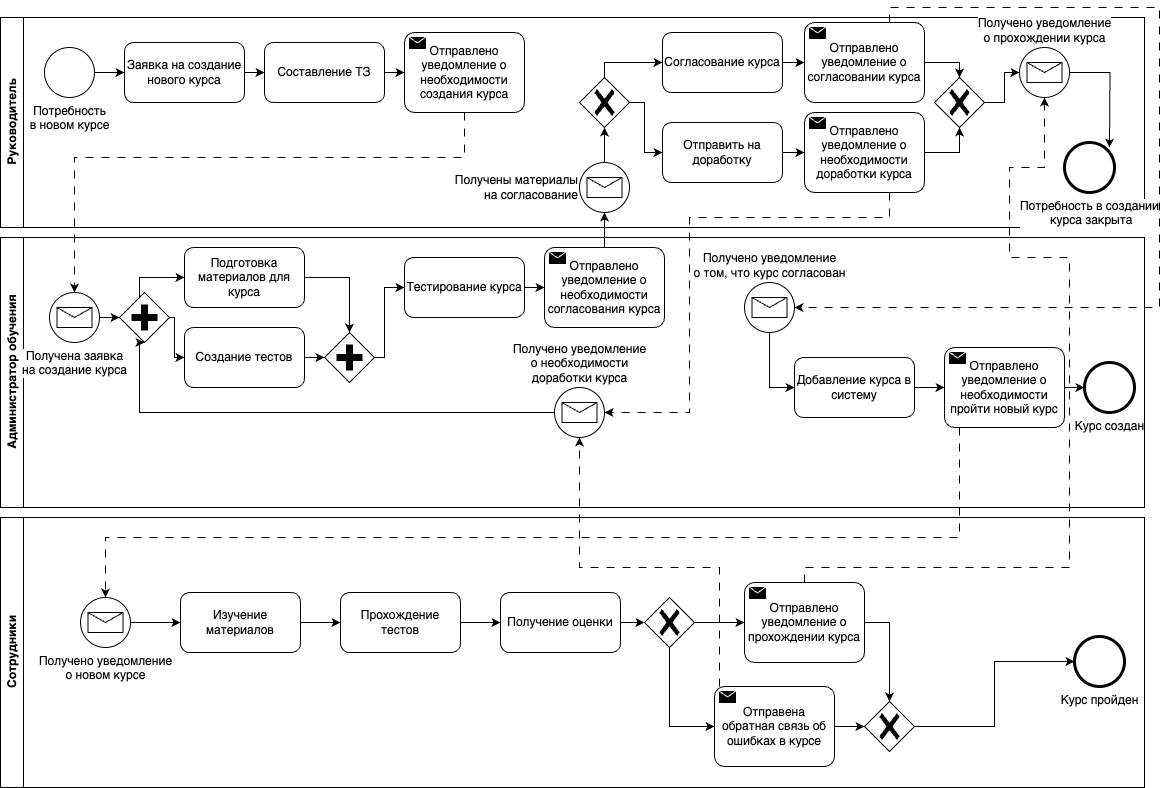 Руководитель
Потребность
в новом курсе
Заявка на создание
нового курса
Составление ТЗ
Отправлено
уведомление о
необходимости
создания курса
Получены материалы
на согласование
Согласование курса
Отправлено
уведомление о
согласовании курса
Отправить на
доработку
Отправлено
уведомление о
необходимости
доработки курса
Получено уведомление
о прохождении курса
Потребность в создании
курса закрыта
Администратор обучения
Получена заявка
на создание курса
Подготовка
материалов для
курса
Создание тестов
Тестирование курса
Отправлено
уведомление о
необходимости
согласования курса
Получено уведомление
о необходимости
доработки курса
Получено уведомление
о том, что курс согласован
Добавление курса в
систему
Отправлено
уведомление о
необходимости
пройти новый курс
Курс создан
Сотрудники
Получено уведомление
о новом курсе
Изучение
материалов
Прохождение
тестов
Получение оценки
Отправлено
уведомление о
прохождении курса
Отправена
обратная связь об
ошибках в курсе
Курс пройден